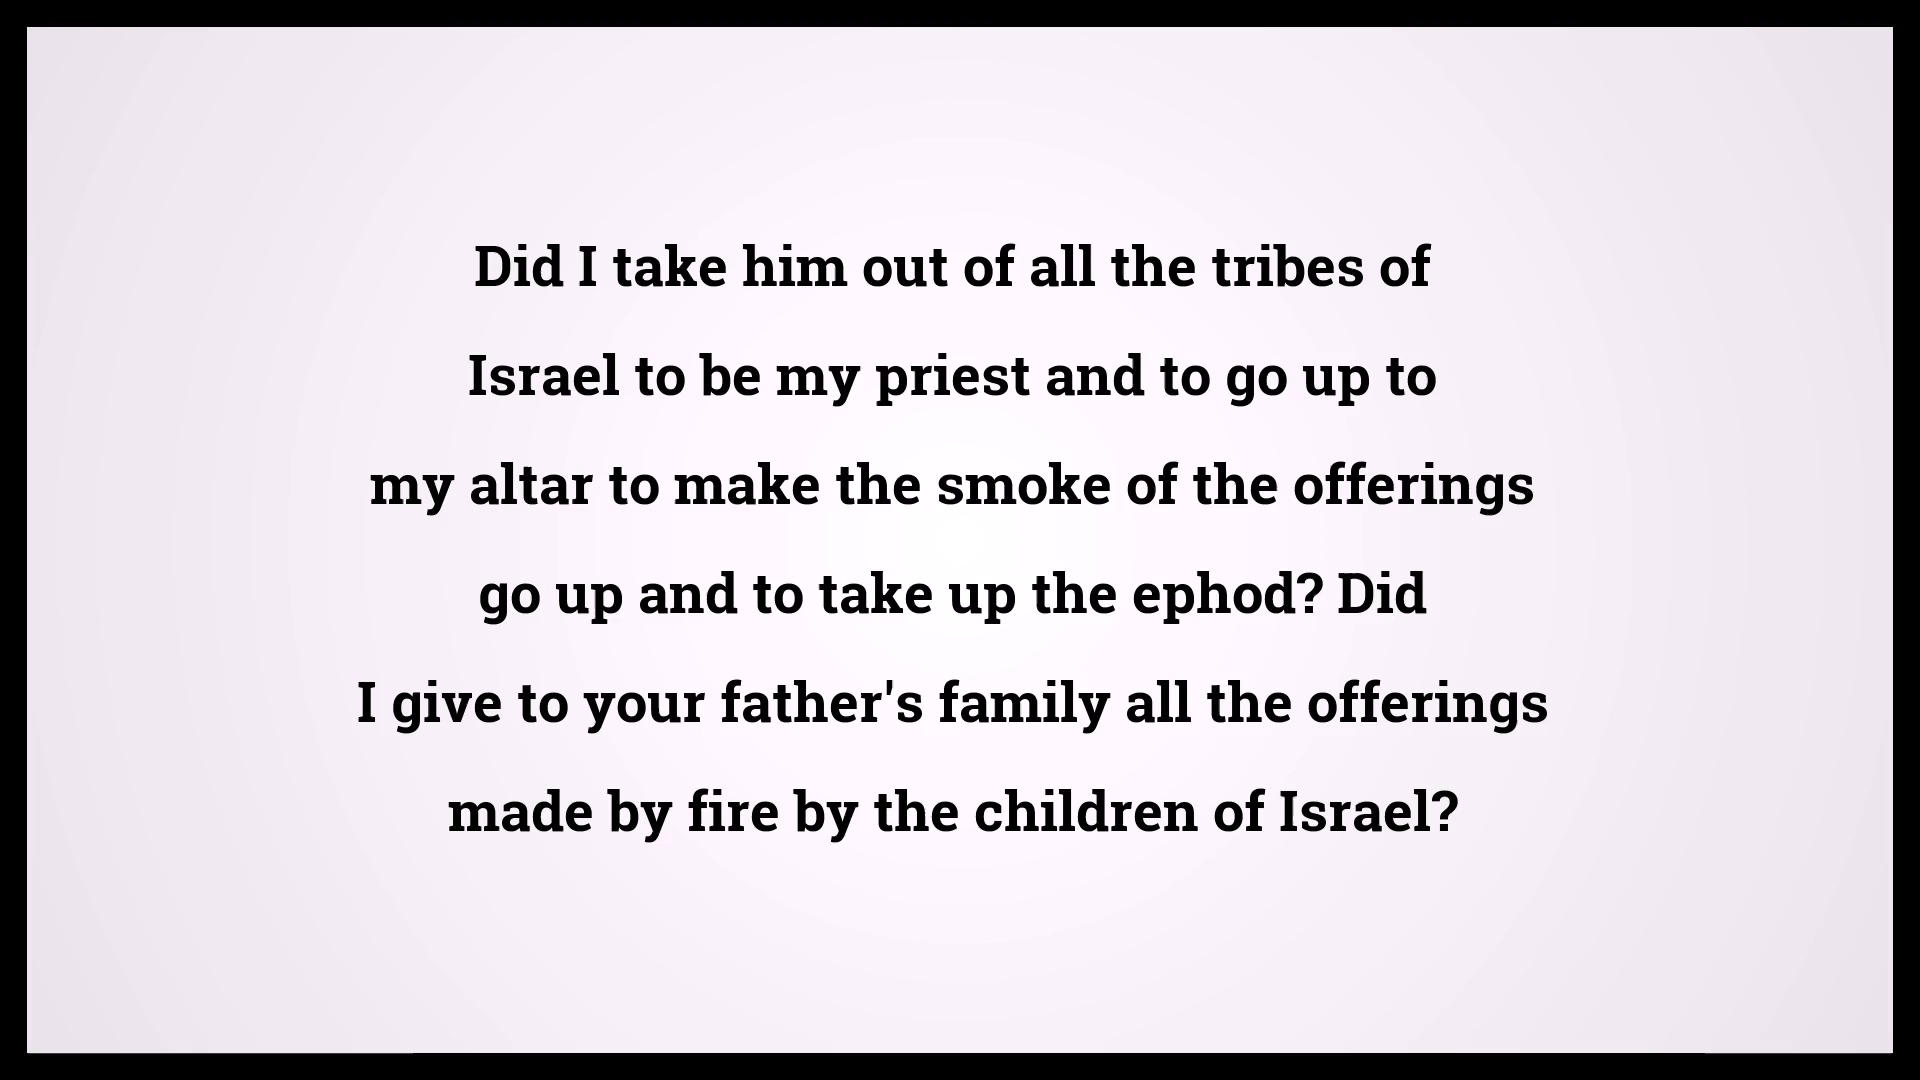 Did I take him out of all the tribes of
Israel to be my priest and to go up to
my altar to make the smoke of the offerings
go up and to take up the ephod? Did
I give to your father's family all the offerings
made by fire by the children of Israel?